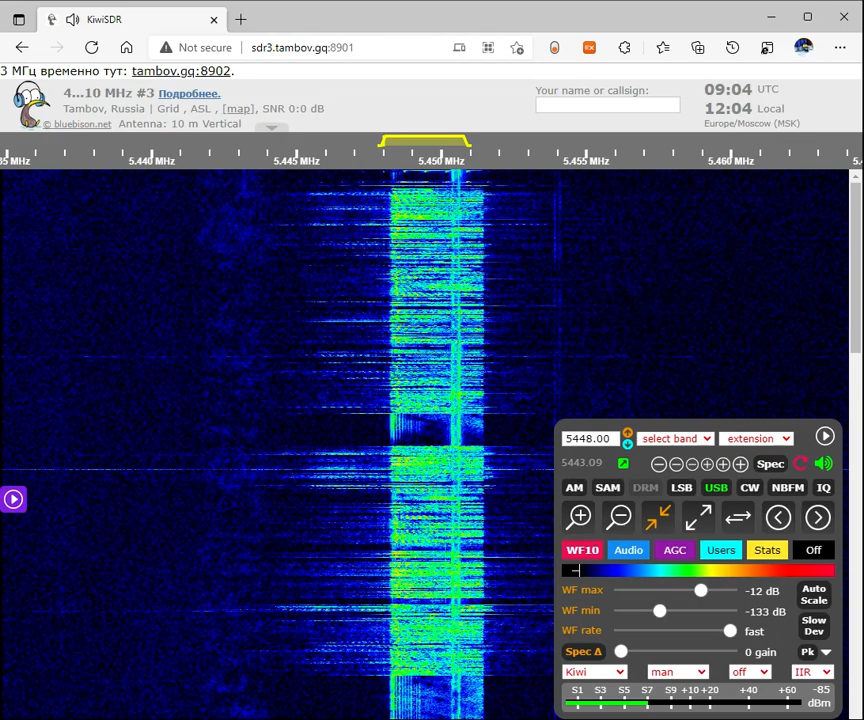 KiwiSDR
Not secure
sdr3.tambov.gq:8901
3 МГц временно тут: tambov.gq:8902.
4...10 MHz #3 Подробнее.
Tambov, Russia | Grid , ASL , [map], SNR 0:0 dB
© bluebison.net Antenna: 10 m Vertical
Your name or callsign:
09:04 UTC
12:04 Local
Europe/Moscow (MSK)
35 MHz 5.440 MHz 5.445 MHz 5.450 MHz 5.455 MHz 5.460 MHz 5.4
5448.00 select band extension
5443.09 Spec
AM SAM DRM LSB USB CW NBFM IQ
WF10 Audio AGC Users Stats Off
WF max -12 dB Auto Scale
WF min -133 dB
WF rate fast Slow Dev
Spec Δ 0 gain Pk
Kiwi man off IIR
S1 S3 S5 S7 S9 +10 +20 +40 +60 -85
dBm